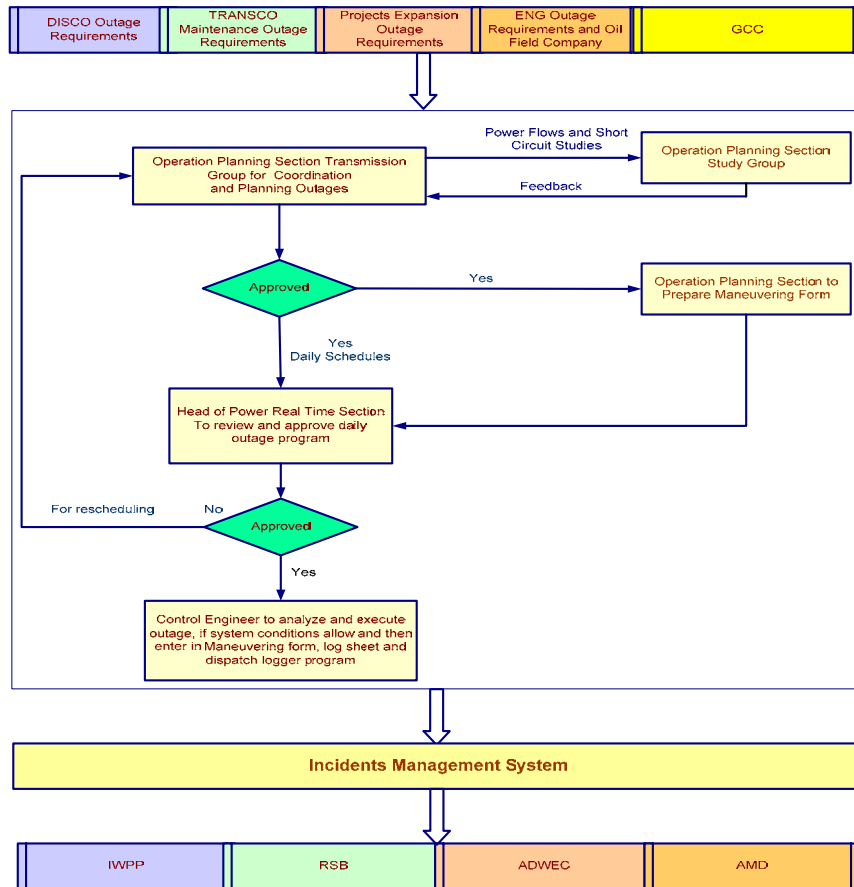 DISCO Outage
Requirements
TRANSCO
Maintenance Outage
Requirements
Projects Expansion
Outage
Requirements
ENG Outage
Requirements and Oil
Field Company
GCC
Operation Planning Section Transmission
Group for Coordination
and Planning Outages
Power Flows and Short
Circuit Studies
Operation Planning Section
Study Group
Feedback
Approved
Yes
Operation Planning Section to
Prepare Maneuvering Form
Yes
Daily Schedules
Head of Power Real Time Section
To review and approve daily
outage program
For rescheduling
No
Approved
Yes
Control Engineer to analyze and execute
outage, if system conditions allow and then
enter in Maneuvering form, log sheet and
dispatch logger program
Incidents Management System
IWPP
RSB
ADWEC
AMD